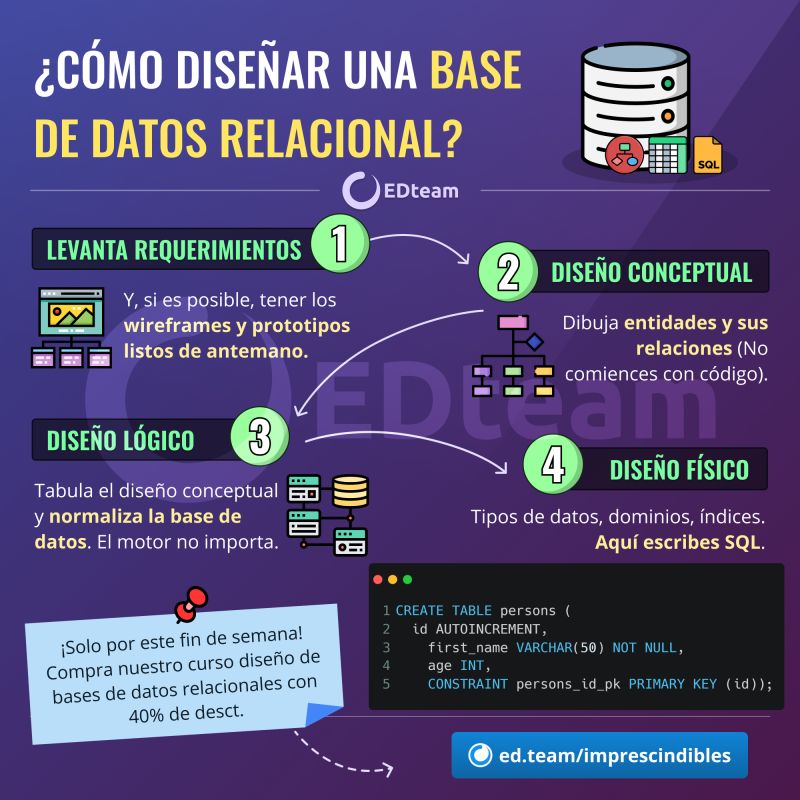 ¿CÓMO DISEÑAR UNA BASE
DE DATOS RELACIONAL?
SQL
EDteam
LEVANTA REQUERIMIENTOS
1
Y, si es posible, tener los
wireframes y prototipos
listos de antemano.
2
DISEÑO CONCEPTUAL
Dibuja entidades y sus
relaciones (No
comiences con código).
EDteam
DISEÑO LÓGICO
3
Tabula el diseño conceptual
y normaliza la base de
datos. El motor no importa.
4
DISEÑO FÍSICO
Tipos de datos, dominios, índices.
Aquí escribes SQL.
1 CREATE TABLE persons (
2 id AUTOINCREMENT,
3 first_name VARCHAR(50) NOT NULL,
4 age INT,
5 CONSTRAINT persons_id_pk PRIMARY KEY (id));
¡Solo por este fin de semana!
Compra nuestro curso diseño de
bases de datos relacionales con
40% de desct.
ed.team/imprescindibles